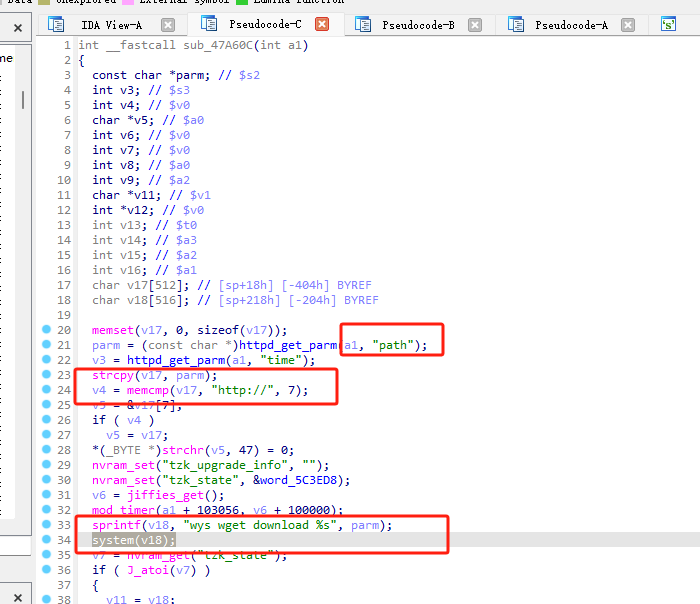 Data unexplored External symbol Lumina function
IDA View-A Pseudocode-C Pseudocode-B Pseudocode-A
1 int __fastcall sub_47A60C(int a1)
2 {
3 const char *parm; // $s2
4 int v3; // $s3
5 int v4; // $v0
6 char *v5; // $a0
7 int v6; // $v0
8 int v7; // $v0
9 int v8; // $a0
10 int v9; // $a2
11 char *v11; // $v1
12 int *v12; // $v0
13 int v13; // $t0
14 int v14; // $a3
15 int v15; // $a2
16 int v16; // $a1
17 char v17[512]; // [sp+18h] [-404h] BYREF
18 char v18[516]; // [sp+218h] [-204h] BYREF
19
20 memset(v17, 0, sizeof(v17));
21 parm = (const char *)httpd_get_parm(a1, "path");
22 v3 = httpd_get_parm(a1, "time");
23 strcpy(v17, parm);
24 v4 = memcmp(v17, "http://", 7);
25 v5 = &v17[7];
26 if ( v4 )
27 v5 = v17;
28 *(_BYTE *)strchr(v5, 47) = 0;
29 nvram_set("tzk_upgrade_info", "");
30 nvram_set("tzk_state", &word_5C3ED8);
31 v6 = jiffies_get();
32 mod_timer(a1 + 103056, v6 + 100000);
33 sprintf(v18, "wys wget download %s", parm);
34 system(v18);
35 v7 = nvram_get("tzk_state");
36 if ( J_atoi(v7) )
37 {
38 v11 = v18;